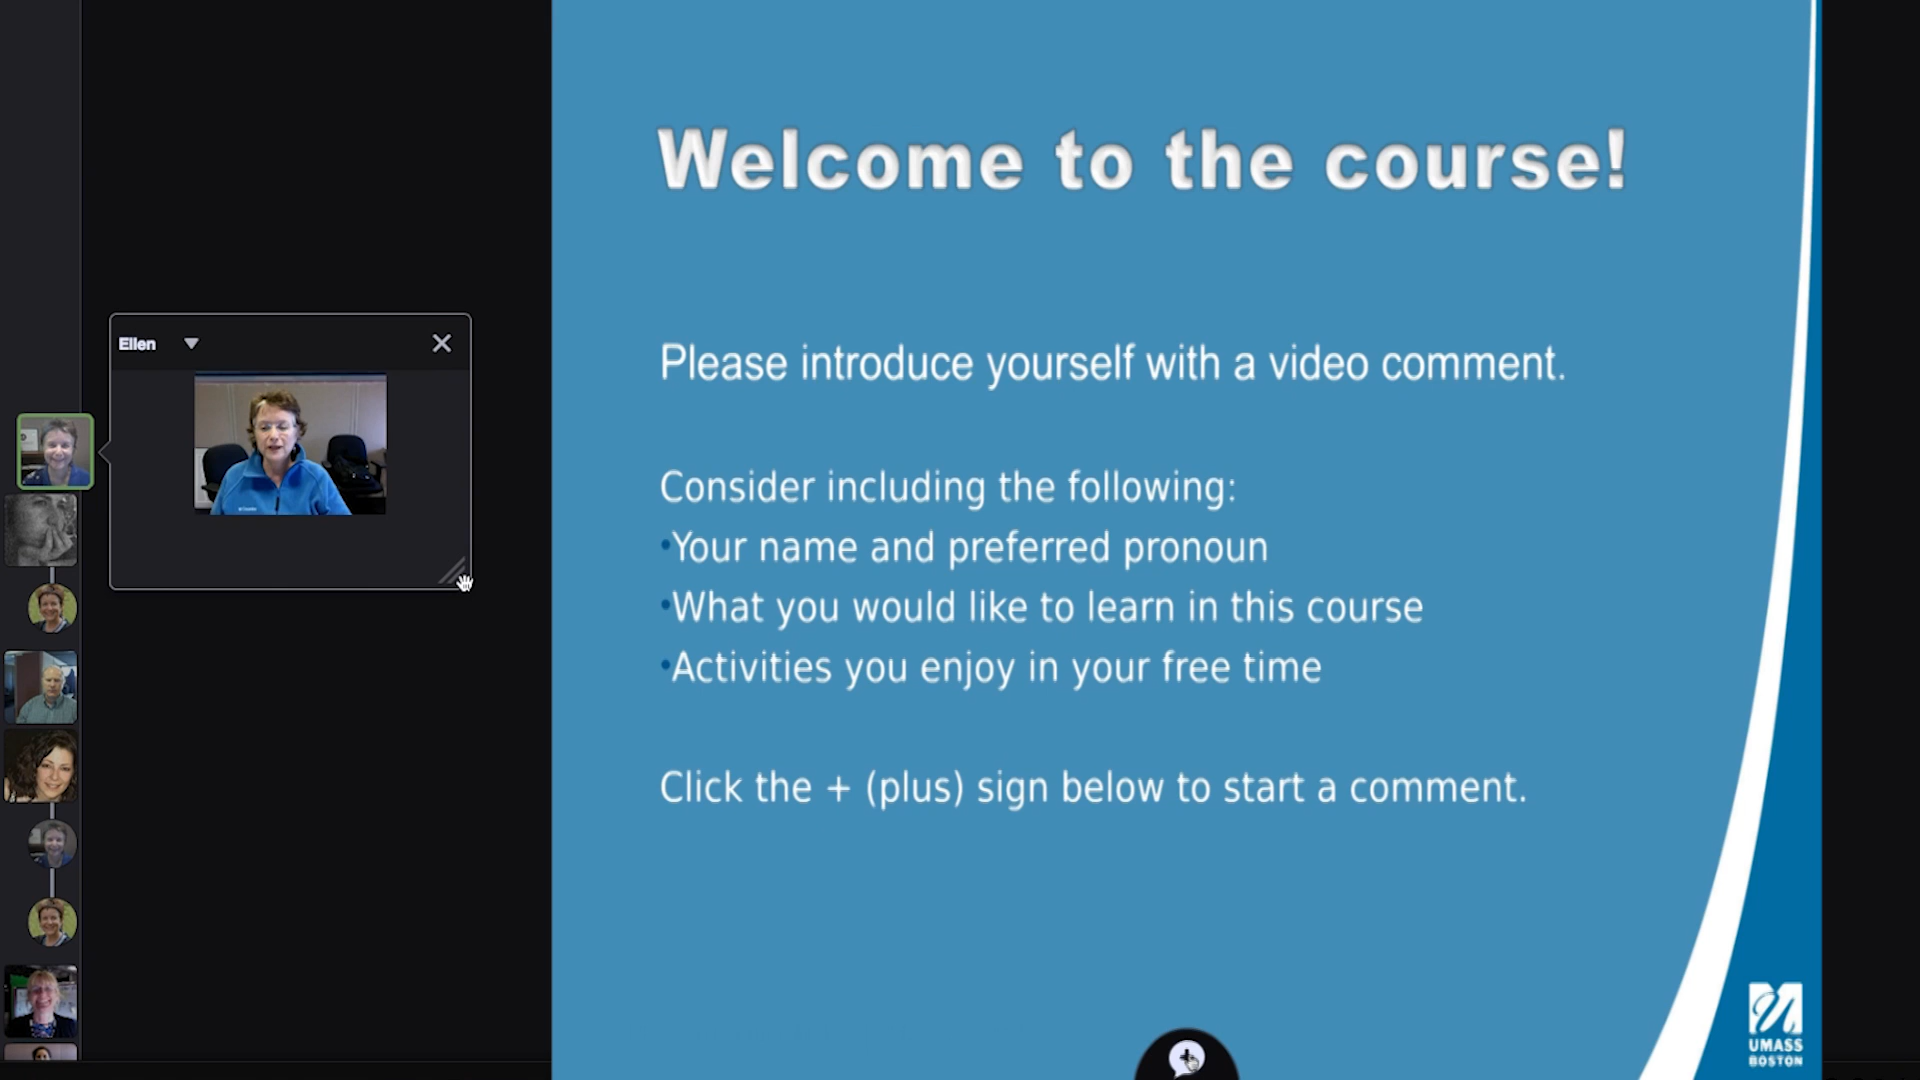 Welcome to the course!
Ellen
Please introduce yourself with a video comment.
Consider including the following:
•Your name and preferred pronoun
•What you would like to learn in this course
•Activities you enjoy in your free time
Click the + (plus) sign below to start a comment.
UMASS
BOSTON